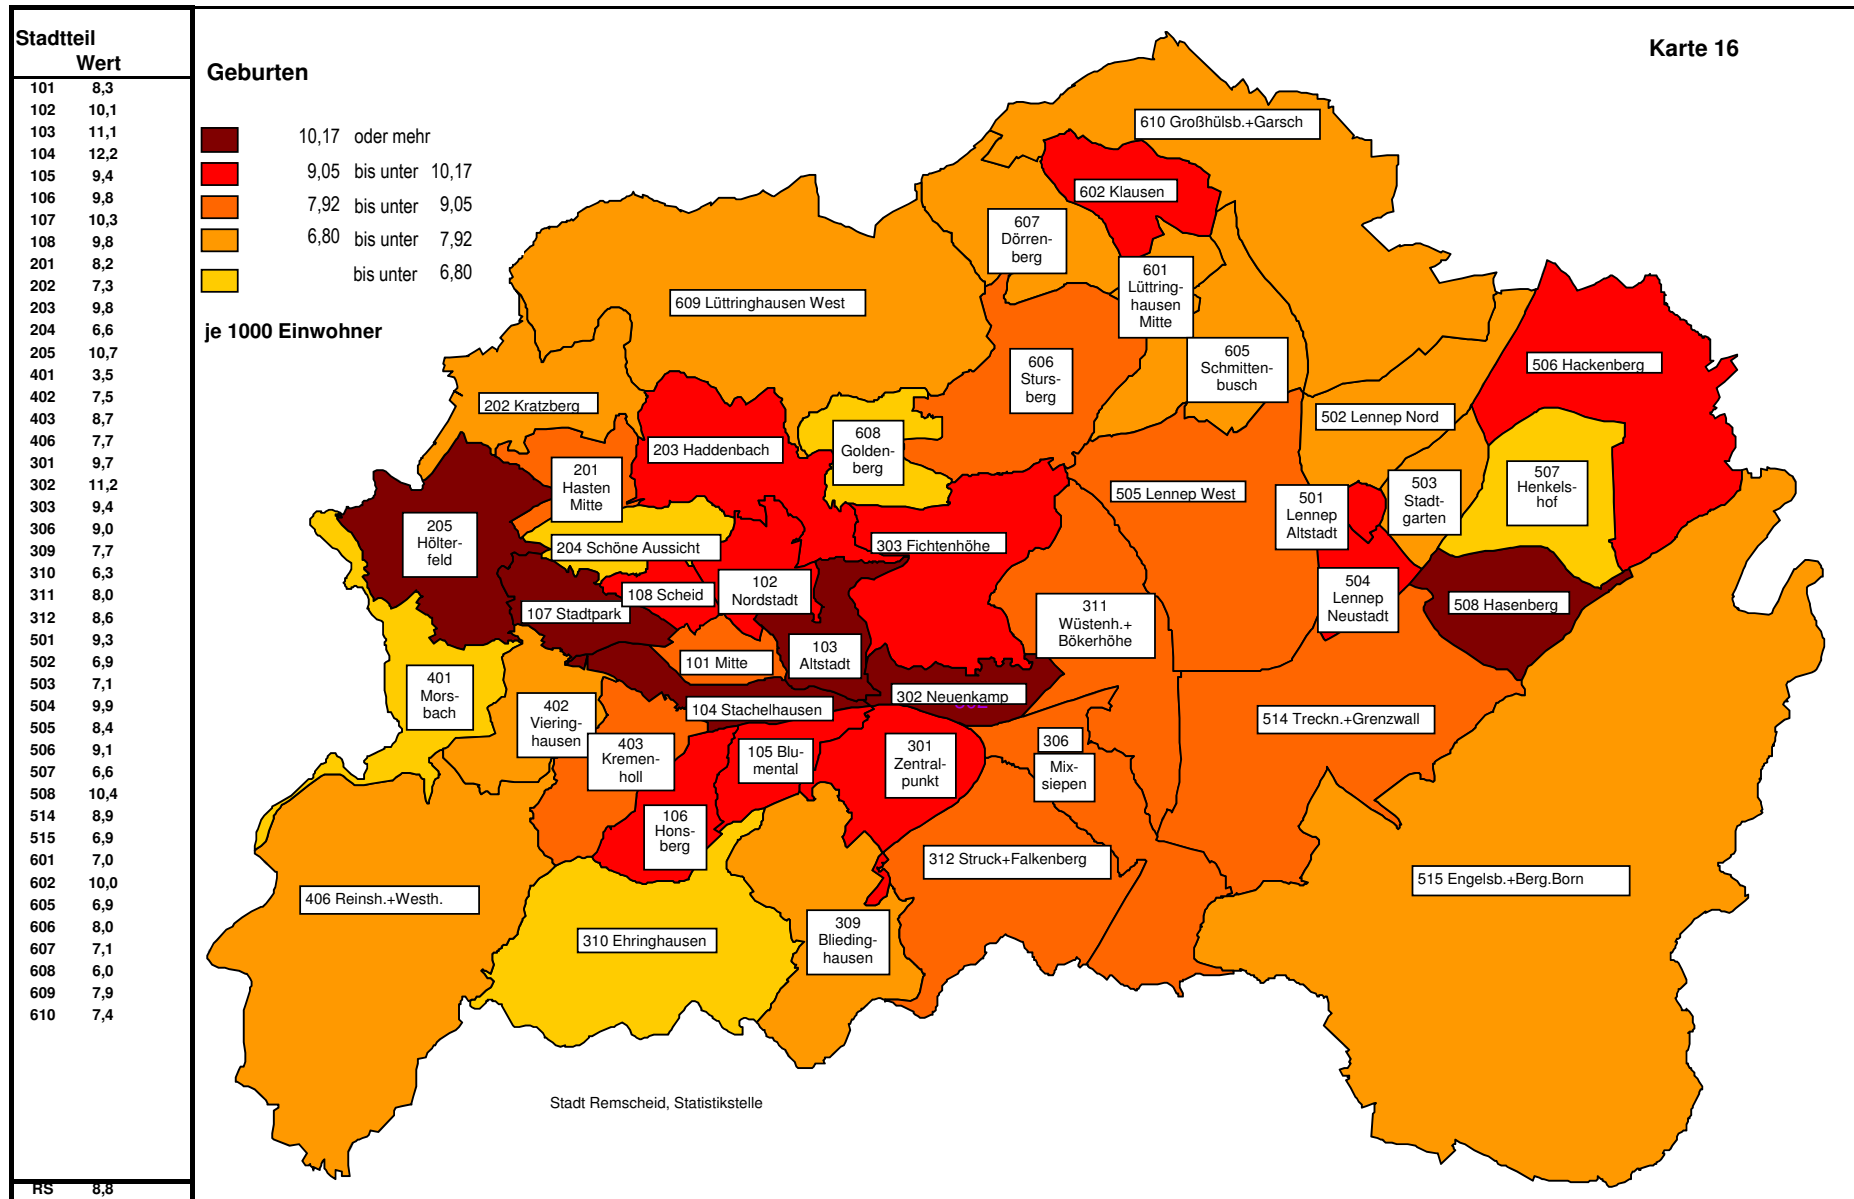 Stadtteil
Wert
101 8,3
102 10,1
103 11,1
104 12,2
105 9,4
106 9,8
107 10,3
108 9,8
201 8,2
202 7,3
203 9,8
204 6,6
205 10,7
401 3,5
402 7,5
403 8,7
406 7,7
301 9,7
302 11,2
303 9,4
306 9,0
309 7,7
310 6,3
311 8,0
312 8,6
501 9,3
502 6,9
503 7,1
504 9,9
505 8,4
506 9,1
507 6,6
508 10,4
514 8,9
515 6,9
601 7,0
602 10,0
605 6,9
606 8,0
607 7,1
608 6,0
609 7,9
610 7,4
RS 8,8
Karte 16
Geburten
10,17 oder mehr
9,05 bis unter 10,17
7,92 bis unter 9,05
6,80 bis unter 7,92
bis unter 6,80
je 1000 Einwohner
610 Großhülsb.+Garsch
602 Klausen
607
Dörren-
berg
601
Lüttring-
hausen
Mitte
609 Lüttringhausen West
605
Schmitten-
busch
606
Sturs-
berg
506 Hackenberg
202 Kratzberg
502 Lennep Nord
203 Haddenbach
608
Golden-
berg
201
Hasten
Mitte
505 Lennep West
501
Lennep
Altstadt
503
Stadt-
garten
507
Henkels-
hof
205
Hölter-
feld
204 Schöne Aussicht
303 Fichtenhöhe
108 Scheid
102
Nordstadt
107 Stadtpark
504
Lennep
Neustadt
508 Hasenberg
311
Wüstenh.+
Bökerhöhe
103
Altstadt
101 Mitte
401
Mors-
bach
302 Neuenkamp
402
Viering-
hausen
104 Stachelhausen
514 Treckn.+Grenzwall
403
Kremen-
holl
105 Blu-
mental
301
Zentral-
punkt
306
Mix-
siepen
106
Hons-
berg
312 Struck+Falkenberg
515 Engelsb.+Berg.Born
406 Reinsh.+Westh.
310 Ehringhausen
309
Blieding-
hausen
Stadt Remscheid, Statistikstelle